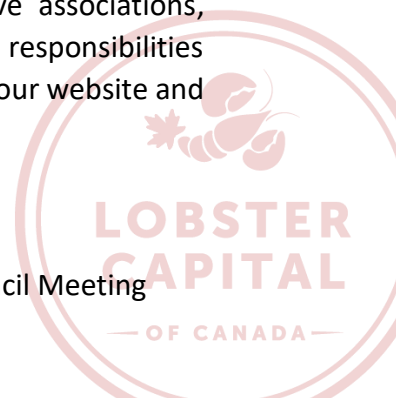 ve associations,
responsibilities
our website and
LOBSTER
cil Meeting
CAPITAL
OF CANADA